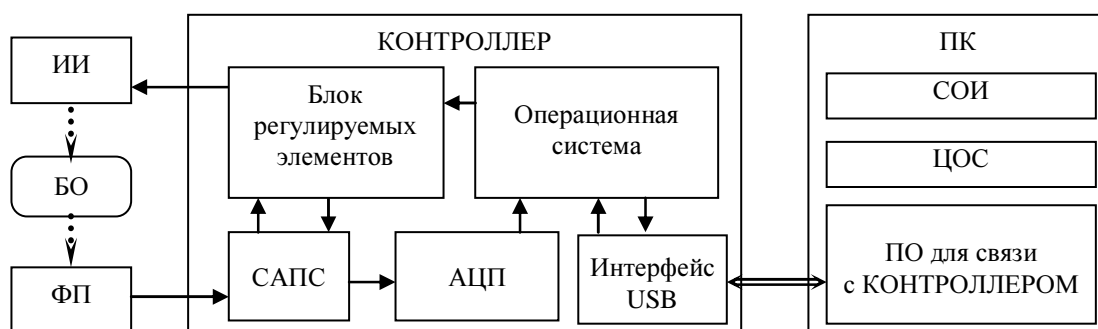 КОНТРОЛЛЕР
ПК
ИИ
Блок
регулируемых
элементов
Операционная
система
СОИ
ЦОС
БО
ФП
САПС
АЦП
Интерфейс
USB
ПО для связи
с КОНТРОЛЛЕРОМ